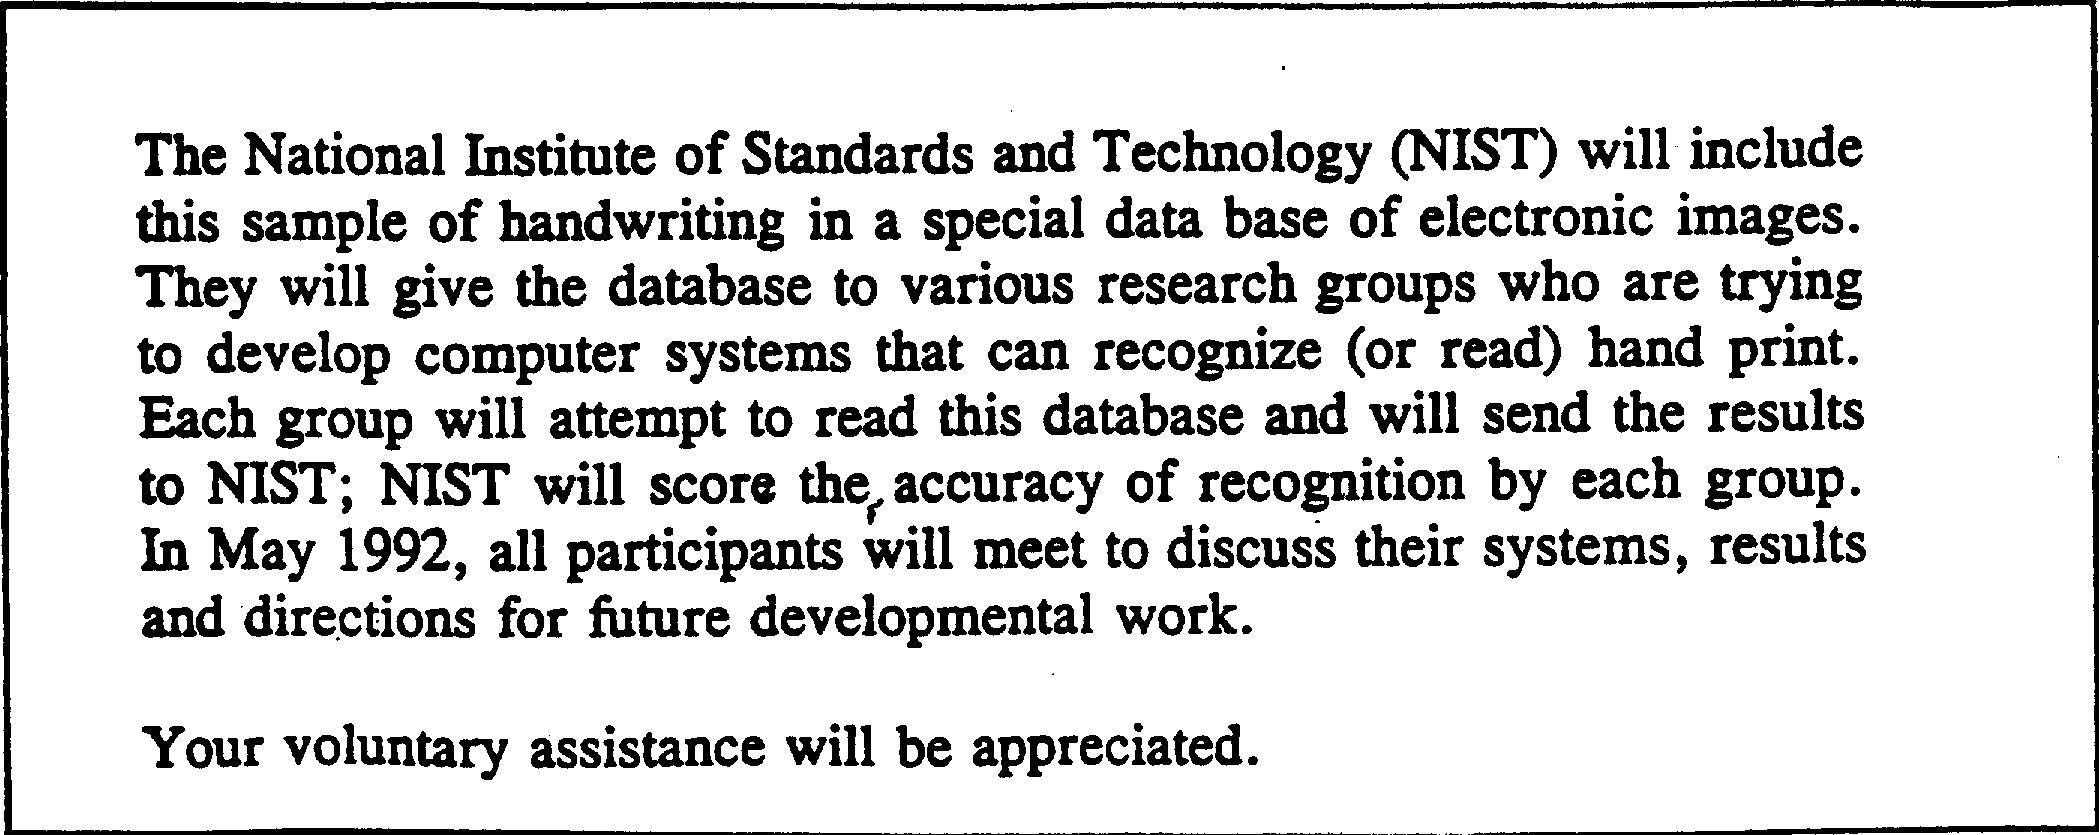 The National Institute of Standards and Technology (NIST) will include
this sample of handwriting in a special data base of electronic images.
They will give the database to various research groups who are trying
to develop computer systems that can recognize (or read) hand print.
Each group will attempt to read this database and will send the results
to NIST; NIST will score the accuracy of recognition by each group.
In May 1992, all participants will meet to discuss their systems, results
and directions for future developmental work.
Your voluntary assistance will be appreciated.